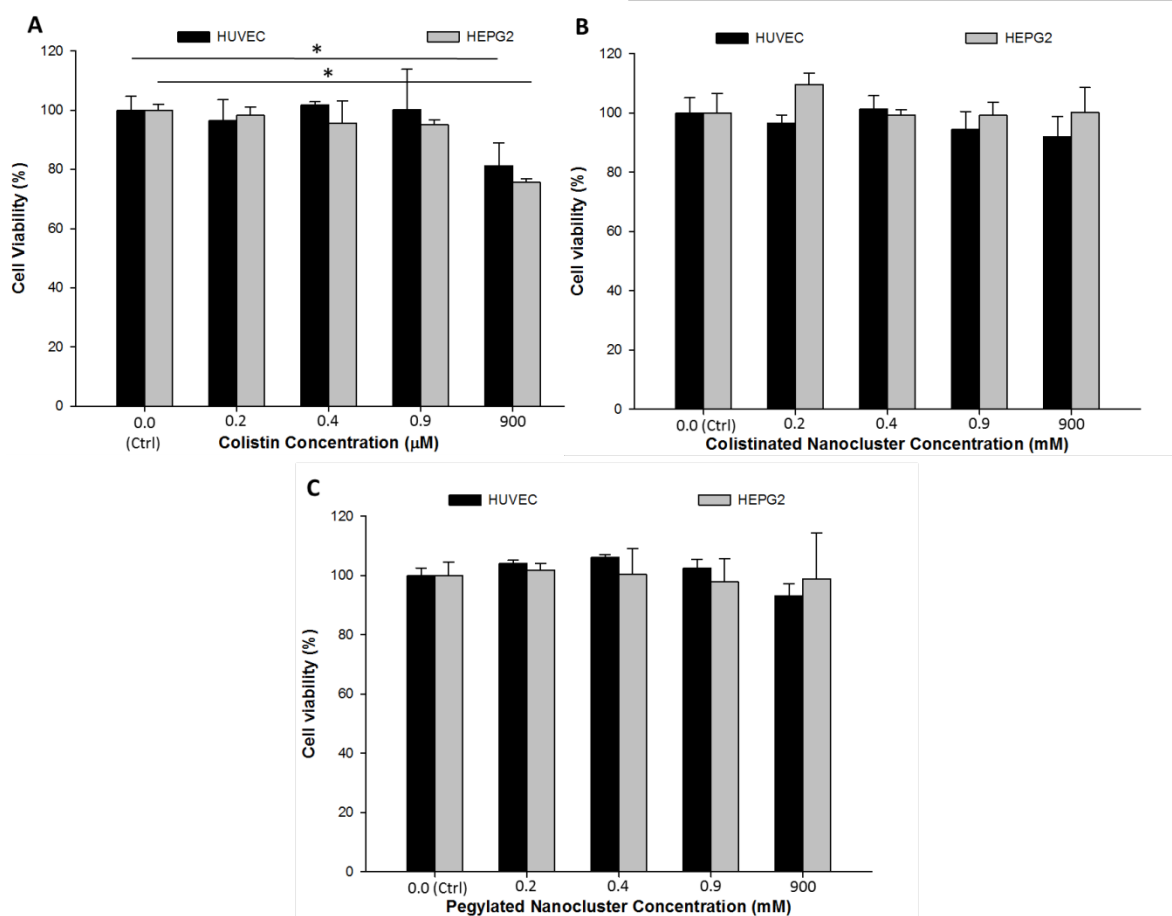 A
HUVEC
HEPG2
*
*
120
100
80
60
40
20
0
Cell Viability (%)
0.0
(Ctrl)
0.2
0.4
0.9
900
Colistin Concentration (μM)
B
HUVEC
HEPG2
120
100
80
60
40
20
0
Cell viability (%)
0.0 (Ctrl)
0.2
0.4
0.9
900
Colistinated Nanocluster Concentration (mM)
C
HUVEC
HEPG2
120
100
80
60
40
20
0
Cell viability (%)
0.0 (Ctrl)
0.2
0.4
0.9
900
Pegylated Nanocluster Concentration (mM)